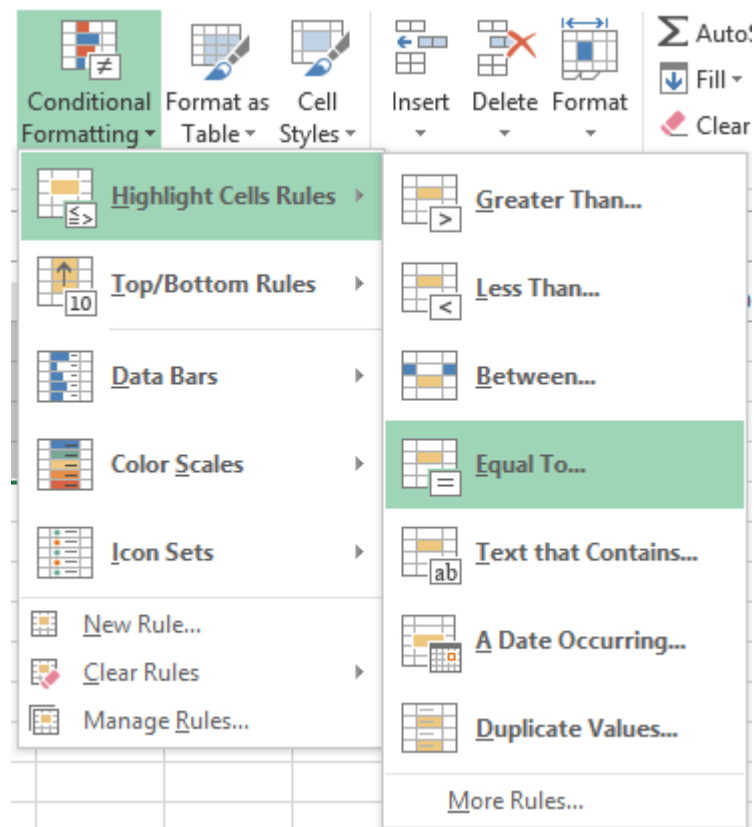 Conditional Formatting
Format as Table
Cell Styles
Insert
Delete
Format
Σ Auto
Fill
Clear
Highlight Cells Rules
Top/Bottom Rules
Data Bars
Color Scales
Icon Sets
New Rule...
Clear Rules
Manage Rules...
Greater Than...
Less Than...
Between...
Equal To...
Text that Contains...
A Date Occurring...
Duplicate Values...
More Rules...